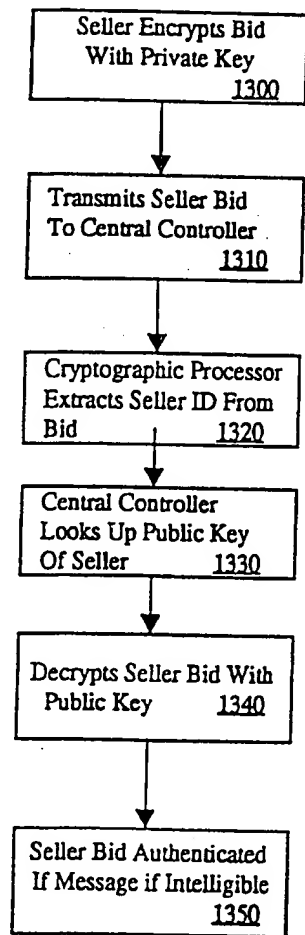 Seller Encrypts Bid
With Private Key
1300
Transmits Seller Bid
To Central Controller
1310
Cryptographic Processor
Extracts Seller ID From
Bid 1320
Central Controller
Looks Up Public Key
Of Seller 1330
Decrypts Seller Bid With
Public Key 1340
Seller Bid Authenticated
If Message if Intelligible
1350